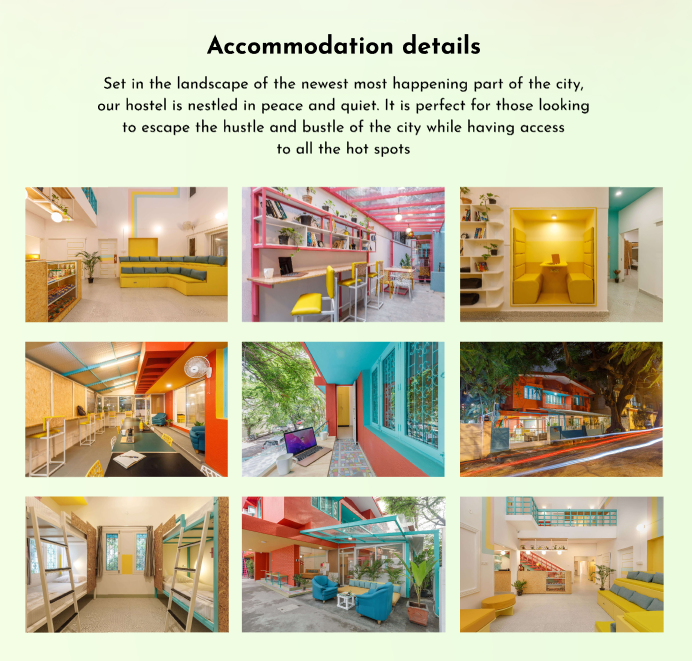 Accommodation details
Set in the landscape of the newest most happening part of the city,
our hostel is nestled in peace and quiet. It is perfect for those looking
to escape the hustle and bustle of the city while having access
to all the hot spots